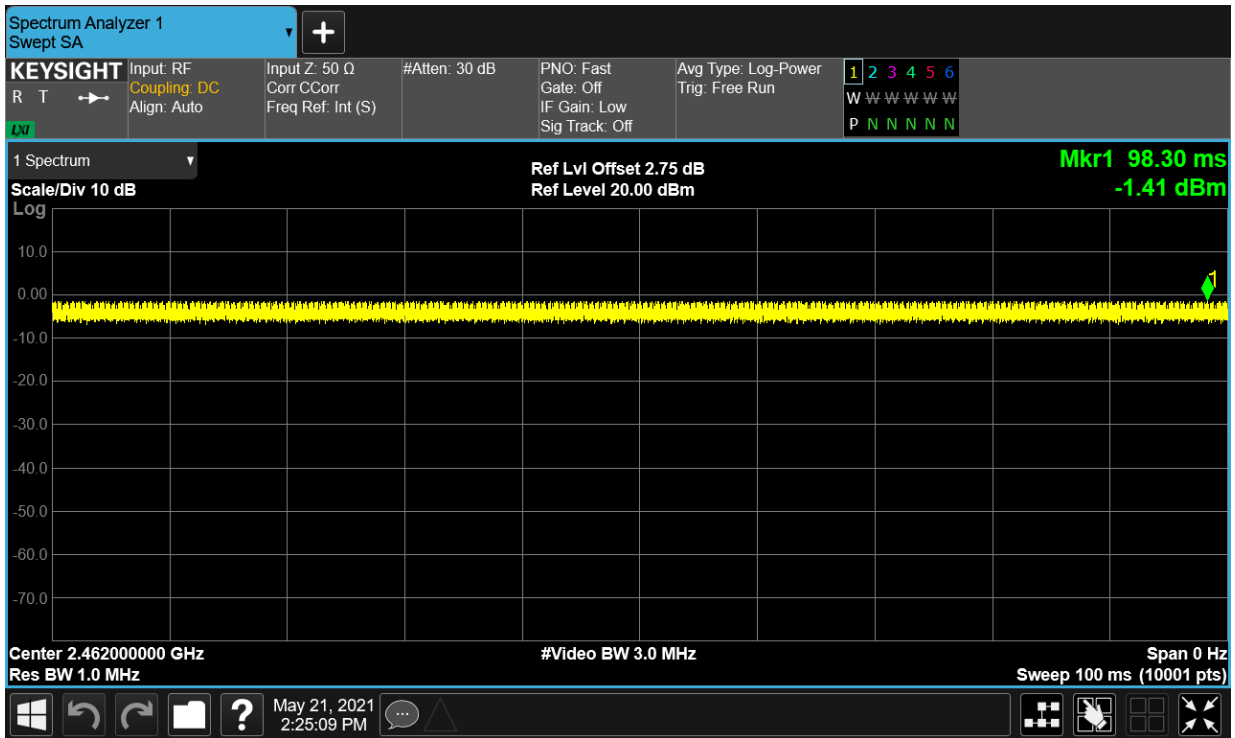 Spectrum Analyzer 1
Swept SA
KEYSIGHT
R T
LXI
Input: RF
Coupling: DC
Align: Auto
Input Z: 50 Ω
Corr CCorr
Freq Ref: Int (S)
#Atten: 30 dB
PNO: Fast
Gate: Off
IF Gain: Low
Sig Track: Off
Avg Type: Log-Power
Trig: Free Run
1 2 3 4 5 6
W W W W W W
P N N N N N
1 Spectrum
Scale/Div 10 dB
Log
Ref Lvl Offset 2.75 dB
Ref Level 20.00 dBm
Mkr1 98.30 ms
-1.41 dBm
1
10.0
0.00
-10.0
-20.0
-30.0
-40.0
-50.0
-60.0
-70.0
Center 2.462000000 GHz
Res BW 1.0 MHz
#Video BW 3.0 MHz
Span 0 Hz
Sweep 100 ms (10001 pts)
?
May 21, 2021
2:25:09 PM